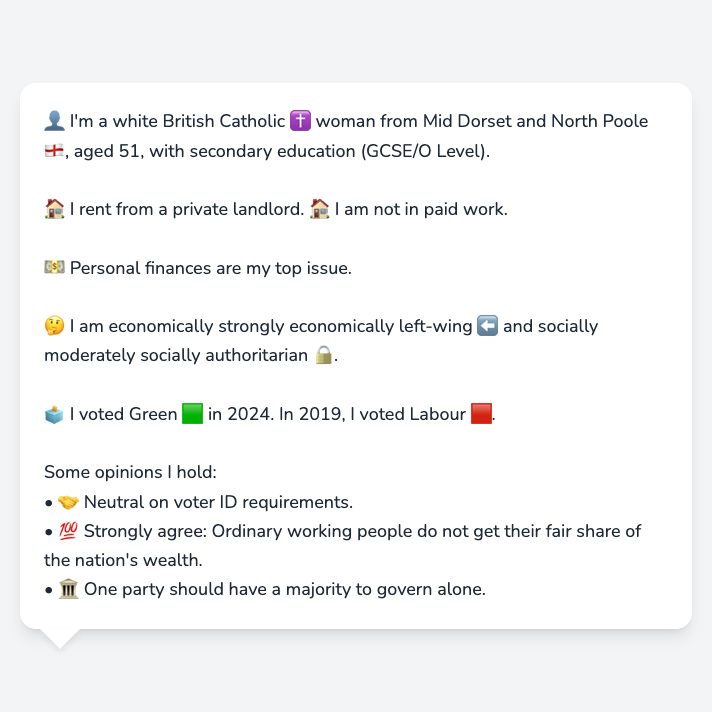 👤 I'm a white British Catholic ✝️ woman from Mid Dorset and North Poole
🏴󠁧󠁢󠁥󠁮󠁧󠁿, aged 51, with secondary education (GCSE/O Level).
🏠 I rent from a private landlord. 🏠 I am not in paid work.
💵 Personal finances are my top issue.
🤔 I am economically strongly economically left-wing ⬅️ and socially
moderately socially authoritarian 🔒.
🗳️ I voted Green 🟩 in 2024. In 2019, I voted Labour 🟥.
Some opinions I hold:
• 🤝 Neutral on voter ID requirements.
• 💯 Strongly agree: Ordinary working people do not get their fair share of
the nation's wealth.
• 🏛️ One party should have a majority to govern alone.